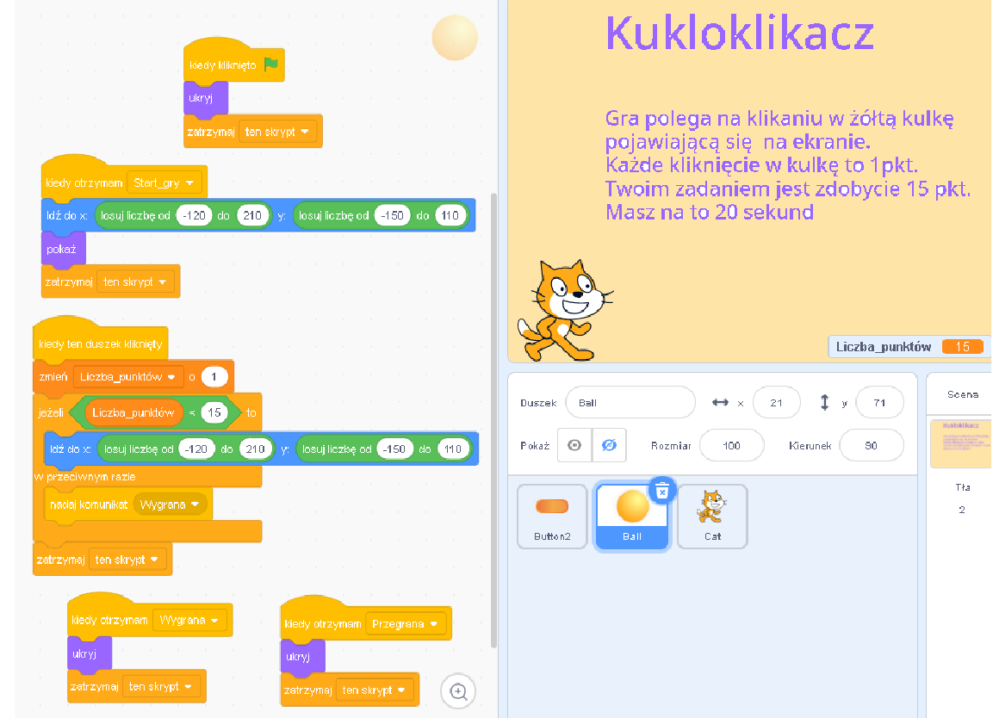 kiedy kliknięto
ukryj
zatrzymaj ten skrypt
kiedy otrzymam Start_gry
Idź do x: losuj liczbę od -120 do 210 y: losuj liczbę od -150 do 110
pokaż
zatrzymaj ten skrypt
kiedy ten duszek kliknięty
zmień Liczba_punktów o 1
jeżeli Liczba_punktów < 15 to
Idź do x: losuj liczbę od -120 do 210 y: losuj liczbę od -150 do 110
w przeciwnym razie
nadaj komunikat Wygrana
zatrzymaj ten skrypt
kiedy otrzymam Wygrana
ukryj
zatrzymaj ten skrypt
kiedy otrzymam Przegrana
ukryj
zatrzymaj ten skrypt
Kukloklikacz
Gra polega na klikaniu w żółtą kulkę
pojawiającą się na ekranie.
Każde kliknięcie w kulkę to 1pkt.
Twoim zadaniem jest zdobycie 15 pkt.
Masz na to 20 sekund
Liczba_punktów 15
Duszek Ball x 21 y 71
Pokaż Rozmiar 100 Kierunek 90
Button2 Ball Cat
Scena
Kukloklikacz
Tła
2